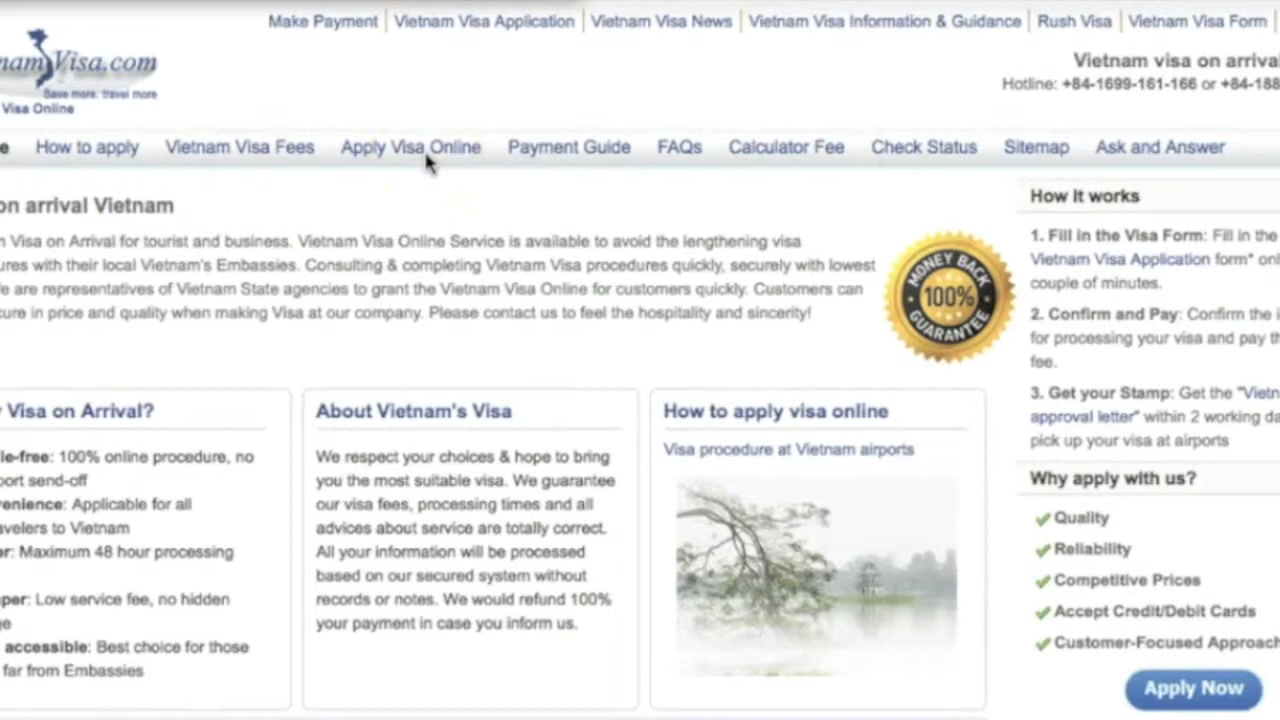 Make Payment Vietnam Visa Application Vietnam Visa News Vietnam Visa Information & Guidance Rush Visa Vietnam Visa Form
namVisa.com
Save more, travel more
Visa Online
Vietnam visa on arrival
Hotline: +84-1699-161-166 or +84-188
e How to apply Vietnam Visa Fees Apply Visa Online Payment Guide FAQs Calculator Fee Check Status Sitemap Ask and Answer
on arrival Vietnam
n Visa on Arrival for tourist and business. Vietnam Visa Online Service is available to avoid the lengthening visa
ures with their local Vietnam's Embassies. Consulting & completing Vietnam Visa procedures quickly, securely with lowest
e are representatives of Vietnam State agencies to grant the Vietnam Visa Online for customers quickly. Customers can
cure in price and quality when making Visa at our company. Please contact us to feel the hospitality and sincerity!
MONEY BACK
100%
GUARANTEE
Visa on Arrival?
le-free: 100% online procedure, no
port send-off
venience: Applicable for all
avelers to Vietnam
er: Maximum 48 hour processing
aper: Low service fee, no hidden
ge
accessible: Best choice for those
far from Embassies
About Vietnam's Visa
We respect your choices & hope to bring
you the most suitable visa. We guarantee
our visa fees, processing times and all
advices about service are totally correct.
All your information will be processed
based on our secured system without
records or notes. We would refund 100%
your payment in case you inform us.
How to apply visa online
Visa procedure at Vietnam airports
How it works
1. Fill in the Visa Form: Fill in the
Vietnam Visa Application form* onl
couple of minutes.
2. Confirm and Pay: Confirm the i
for processing your visa and pay th
fee.
3. Get your Stamp: Get the "Vietn
approval letter" within 2 working da
pick up your visa at airports
Why apply with us?
Quality
Reliability
Competitive Prices
Accept Credit/Debit Cards
Customer-Focused Approach
Apply Now